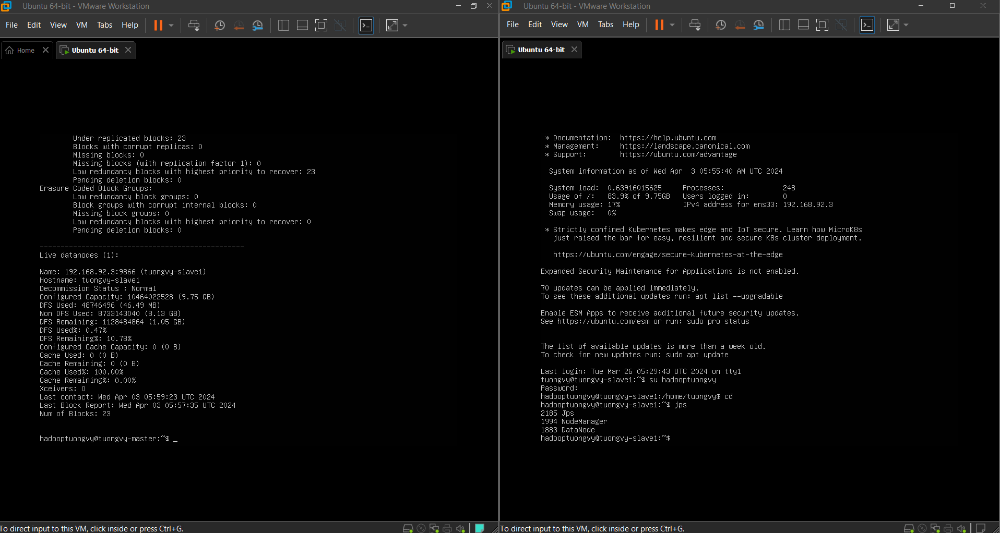 Ubuntu 64-bit - VMware Workstation
File Edit View VM Tabs Help
Home
Ubuntu 64-bit
Under replicated blocks: 23
Blocks with corrupt replicas: 0
Missing blocks: 0
Missing blocks (with replication factor 1): 0
Low redundancy blocks with highest priority to recover: 23
Pending deletion blocks: 0
Erasure Coded Block Groups:
Low redundancy block groups: 0
Block groups with corrupt internal blocks: 0
Missing block groups: 0
Low redundancy blocks with highest priority to recover: 0
Pending deletion blocks: 0
-------------------------------------------------
Live datanodes (1):
Name: 192.168.92.3:9866 (tuongvy-slave1)
Hostname: tuongvy-slave1
Decommission Status : Normal
Configured Capacity: 10464022528 (9.75 GB)
DFS Used: 48746496 (46.49 MB)
Non DFS Used: 8733143040 (8.13 GB)
DFS Remaining: 1128484864 (1.05 GB)
DFS Used%: 0.47%
DFS Remaining%: 10.78%
Configured Cache Capacity: 0 (0 B)
Cache Used: 0 (0 B)
Cache Remaining: 0 (0 B)
Cache Used%: 100.00%
Cache Remaining%: 0.00%
Xceivers: 0
Last contact: Wed Apr 03 05:59:23 UTC 2024
Last Block Report: Wed Apr 03 05:57:35 UTC 2024
Num of Blocks: 23
hadooptuongvy@tuongvy-master:~$ _
To direct input to this VM, click inside or press Ctrl+G.
Ubuntu 64-bit - VMware Workstation
File Edit View VM Tabs Help
Ubuntu 64-bit
* Documentation: https://help.ubuntu.com
* Management: https://landscape.canonical.com
* Support: https://ubuntu.com/advantage
System information as of Wed Apr 3 05:55:40 AM UTC 2024
System load: 0.63916015625 Processes: 248
Usage of /: 83.9% of 9.75GB Users logged in: 0
Memory usage: 17% IPv4 address for ens33: 192.168.92.3
Swap usage: 0%
* Strictly confined Kubernetes makes edge and IoT secure. Learn how MicroK8s
just raised the bar for easy, resilient and secure K8s cluster deployment.
https://ubuntu.com/engage/secure-kubernetes-at-the-edge
Expanded Security Maintenance for Applications is not enabled.
70 updates can be applied immediately.
To see these additional updates run: apt list --upgradable
Enable ESM Apps to receive additional future security updates.
See https://ubuntu.com/esm or run: sudo pro status
The list of available updates is more than a week old.
To check for new updates run: sudo apt update
Last login: Tue Mar 26 05:29:43 UTC 2024 on tty1
tuongvy@tuongvy-slave1:~$ su hadooptuongvy
Password:
hadooptuongvy@tuongvy-slave1:/home/tuongvy$ cd
hadooptuongvy@tuongvy-slave1:~$ jps
2185 Jps
1994 NodeManager
1883 DataNode
hadooptuongvy@tuongvy-slave1:~$
To direct input to this VM, click inside or press Ctrl+G.